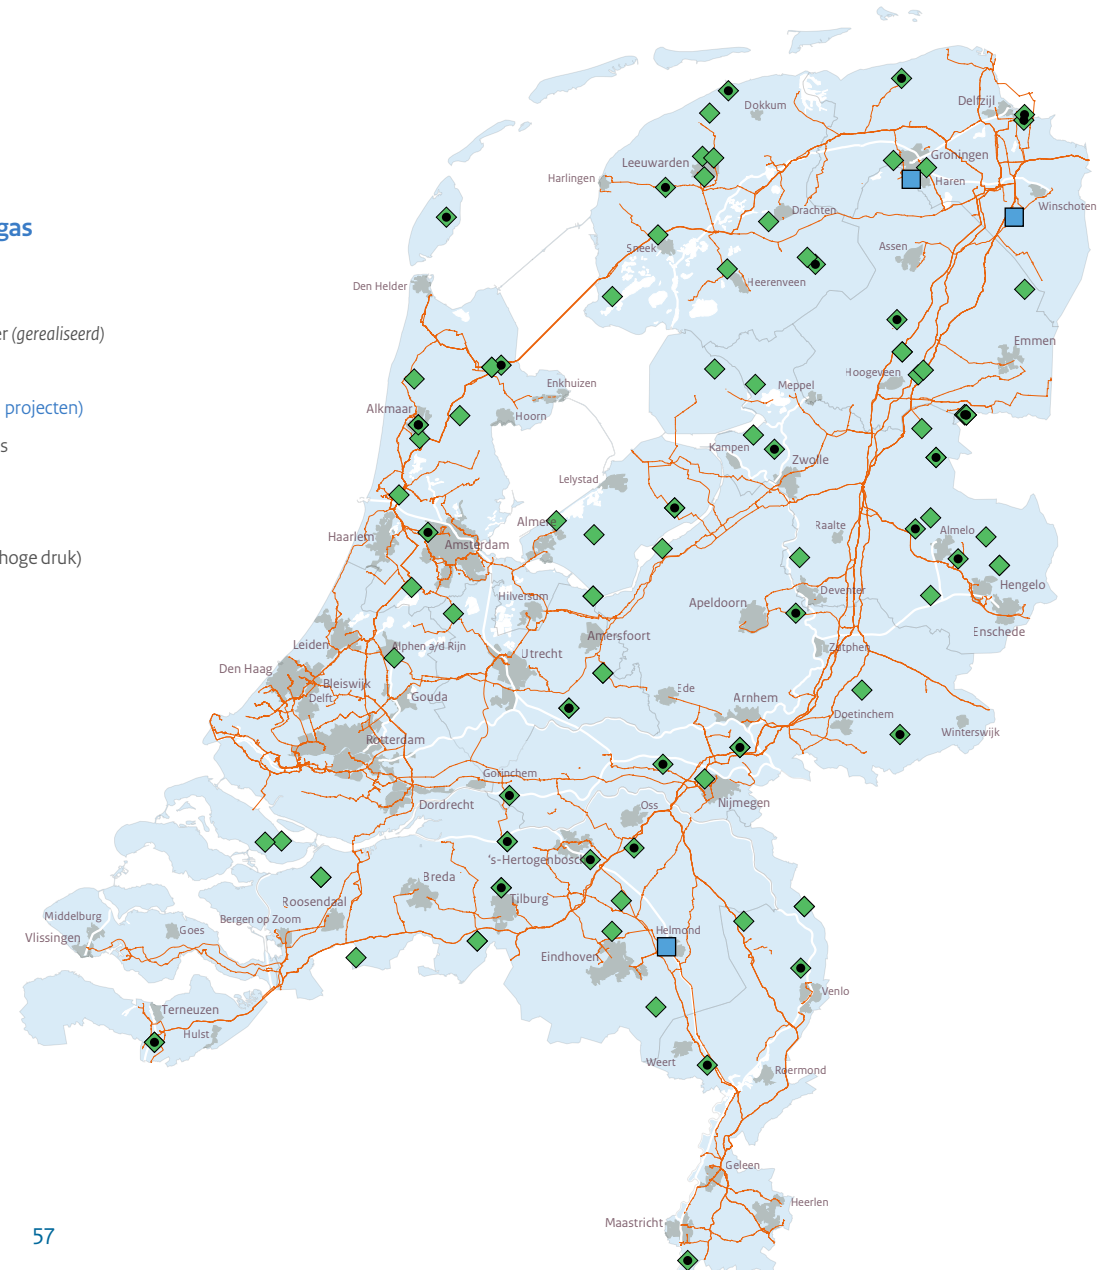 gas
er (gerealiseerd)
projecten)
s
hoge druk)
Dokkum
Delfzijl
Leeuwarden
Groningen
Harlingen
Haren
Winschoten
Drachten
Sneek
Assen
Den Helder
Heerenveen
Emmen
Hoogeveen
Enkhuizen
Meppel
Alkmaar
Hoorn
Kampen
Zwolle
Lelystad
Almere
Raalte
Almelo
Haarlem
Amsterdam
Hengelo
Deventer
Hilversum
Apeldoorn
Enschede
Amersfoort
Leiden
Alphen a/d Rijn
Zutphen
Utrecht
Den Haag
Bleiswijk
Ede
Delft
Gouda
Arnhem
Doetinchem
Winterswijk
Rotterdam
Gorinchem
Dordrecht
Oss
Nijmegen
's-Hertogenbosch
Breda
Roosendaal
Tilburg
Middelburg
Bergen op Zoom
Goes
Vlissingen
Helmond
Eindhoven
Venlo
Terneuzen
Hulst
Weert
Roermond
Geleen
Heerlen
Maastricht
57